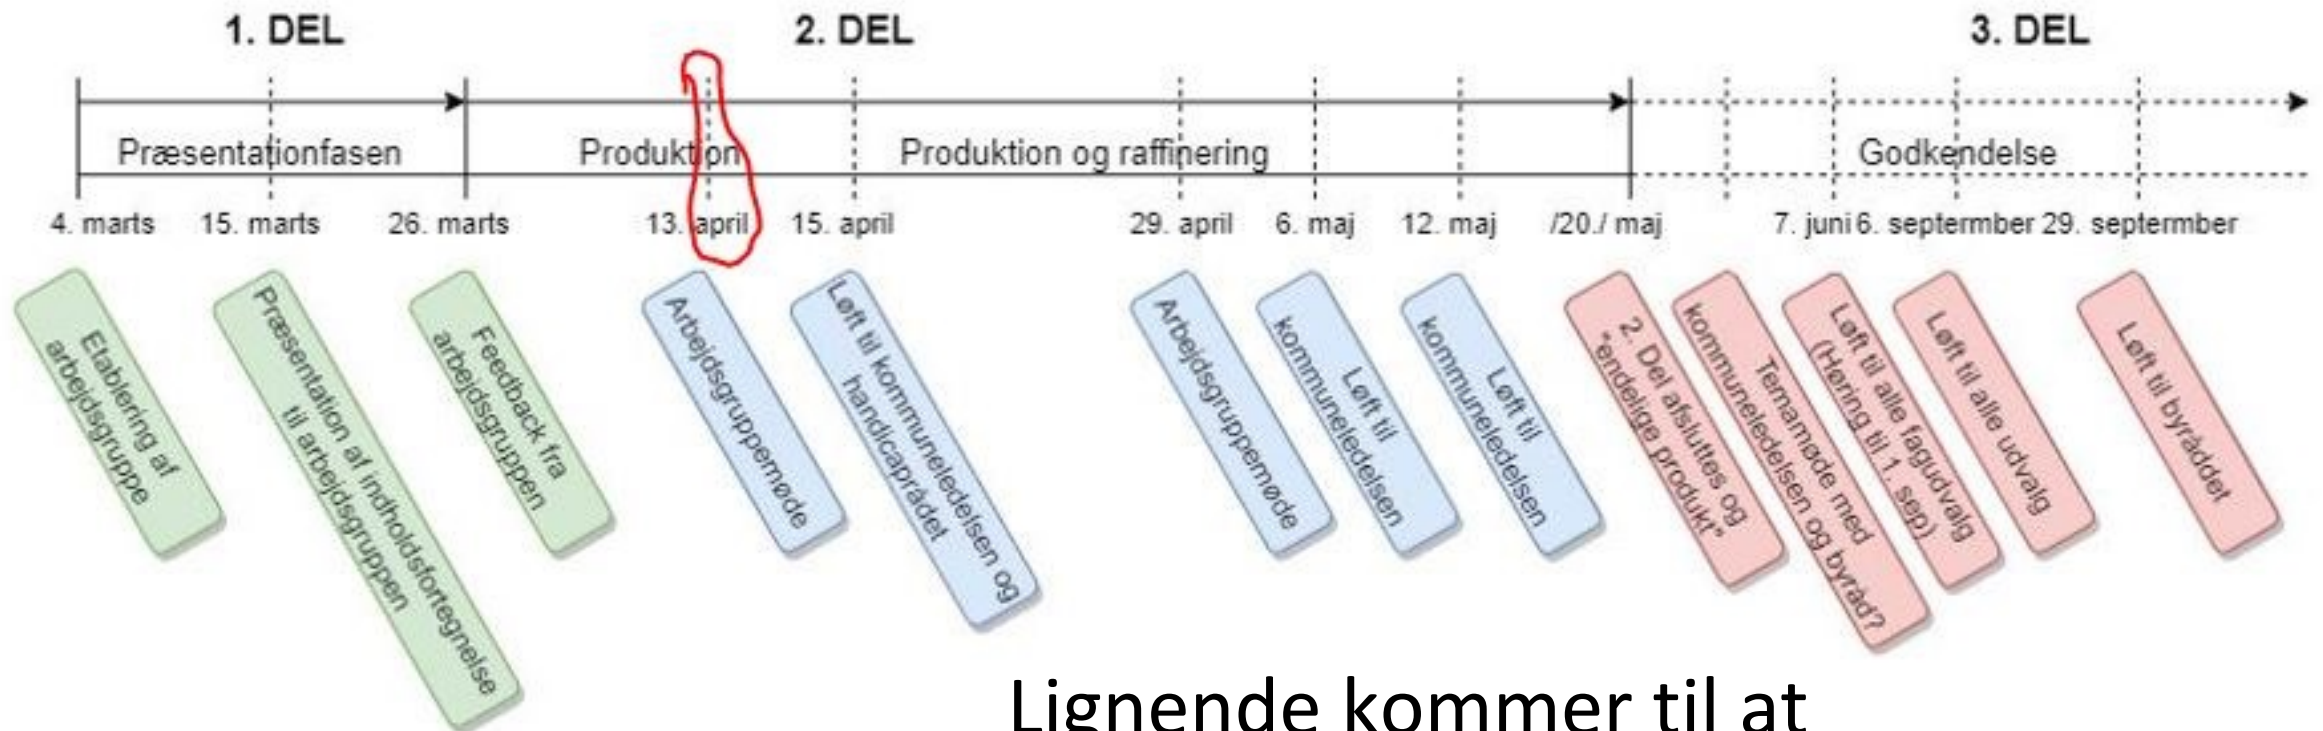 1. DEL
2. DEL
3. DEL
Præsentationfasen
Produktion
Produktion og raffinering
Godkendelse
4. marts
15. marts
26. marts
13. april
15. april
29. april
6. maj
12. maj
/20./ maj
7. juni
6. septermber
29. septermber
Etablering af
arbejdsgruppe
Præsentation af indholdsfortegnelse
til arbejdsgruppen
Feedback fra
arbejdsgruppen
Arbejdsgruppemøde
Løft til kommuneledelsen og
handicaprådet
Arbejdsgruppemøde
Løft til
kommuneledelsen
Løft til
kommuneledelsen
2. Del afsluttes og
"endelige produkt"
Temamøde med
kommuneledelsen og byråd?
Løft til alle fagudvalg
(Høring til 1. sep)
Løft til alle udvalg
Løft til byråddet
Lignende kommer til at